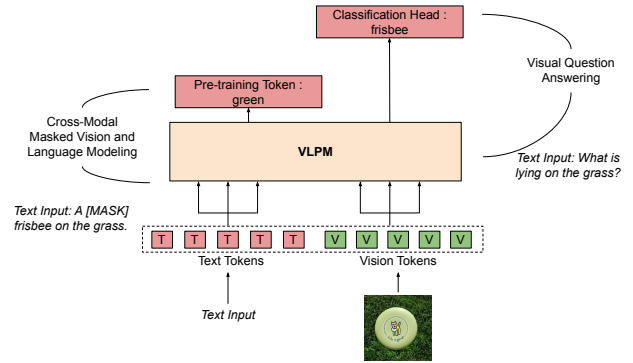 Classification Head :
frisbee
Visual Question
Answering
Pre-training Token :
green
Cross-Modal
Masked Vision and
Language Modeling
VLPM
Text Input: What is
lying on the grass?
Text Input: A [MASK]
frisbee on the grass.
T T T T T V V V V V
Text Tokens
Vision Tokens
Text Input